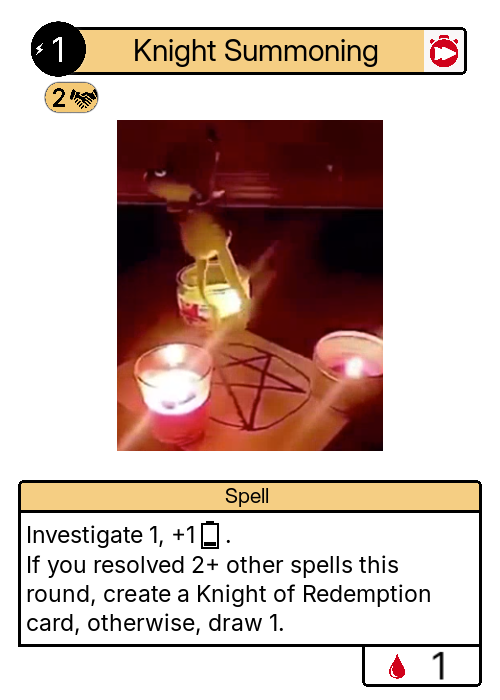 1
Knight Summoning
2
Spell
Investigate 1, +1 .
If you resolved 2+ other spells this
round, create a Knight of Redemption
card, otherwise, draw 1.
1